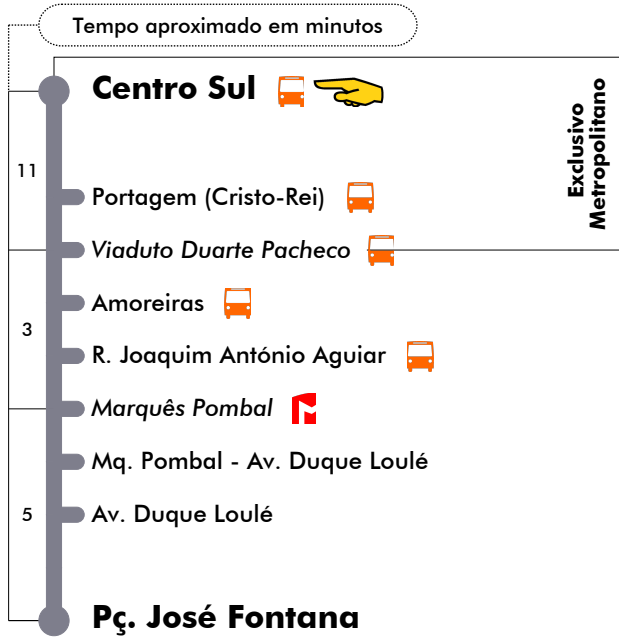 Tempo aproximado em minutos
Centro Sul
Exclusivo
Metropolitano
11
Portagem (Cristo-Rei)
Viaduto Duarte Pacheco
Amoreiras
3
R. Joaquim António Aguiar
Marquês Pombal
Mq. Pombal - Av. Duque Loulé
5
Av. Duque Loulé
Pç. José Fontana